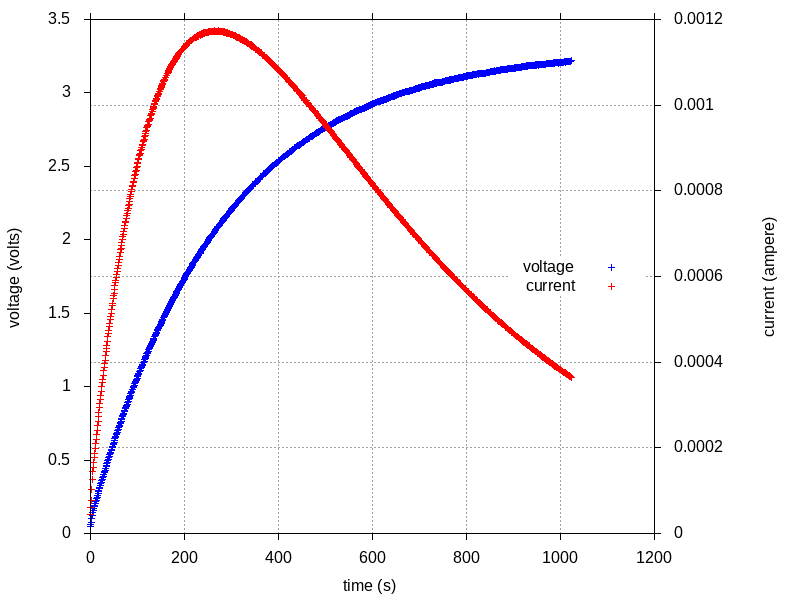 3.5
3
2.5
2
1.5
1
0.5
0
voltage (volts)
0.0012
0.001
0.0008
0.0006
0.0004
0.0002
0
current (ampere)
voltage
current
0 200 400 600 800 1000 1200
time (s)